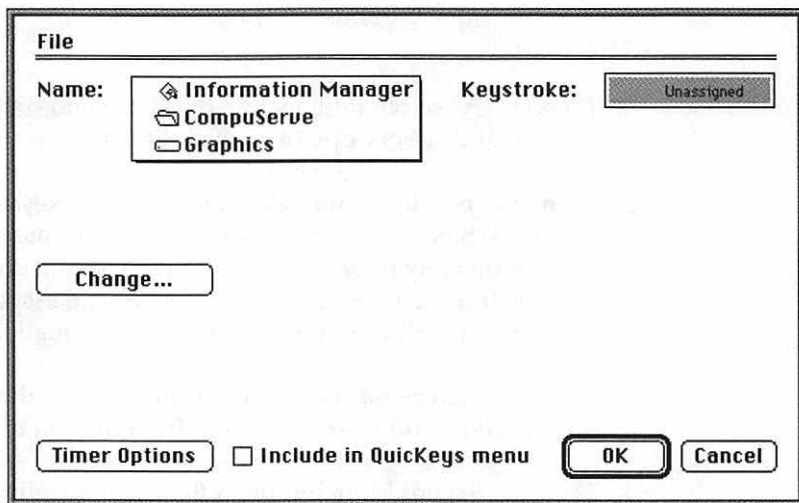 File
Name: Information Manager Keystroke: Unassigned
CompuServe
Graphics
Change...
Timer Options Include in QuicKeys menu OK Cancel